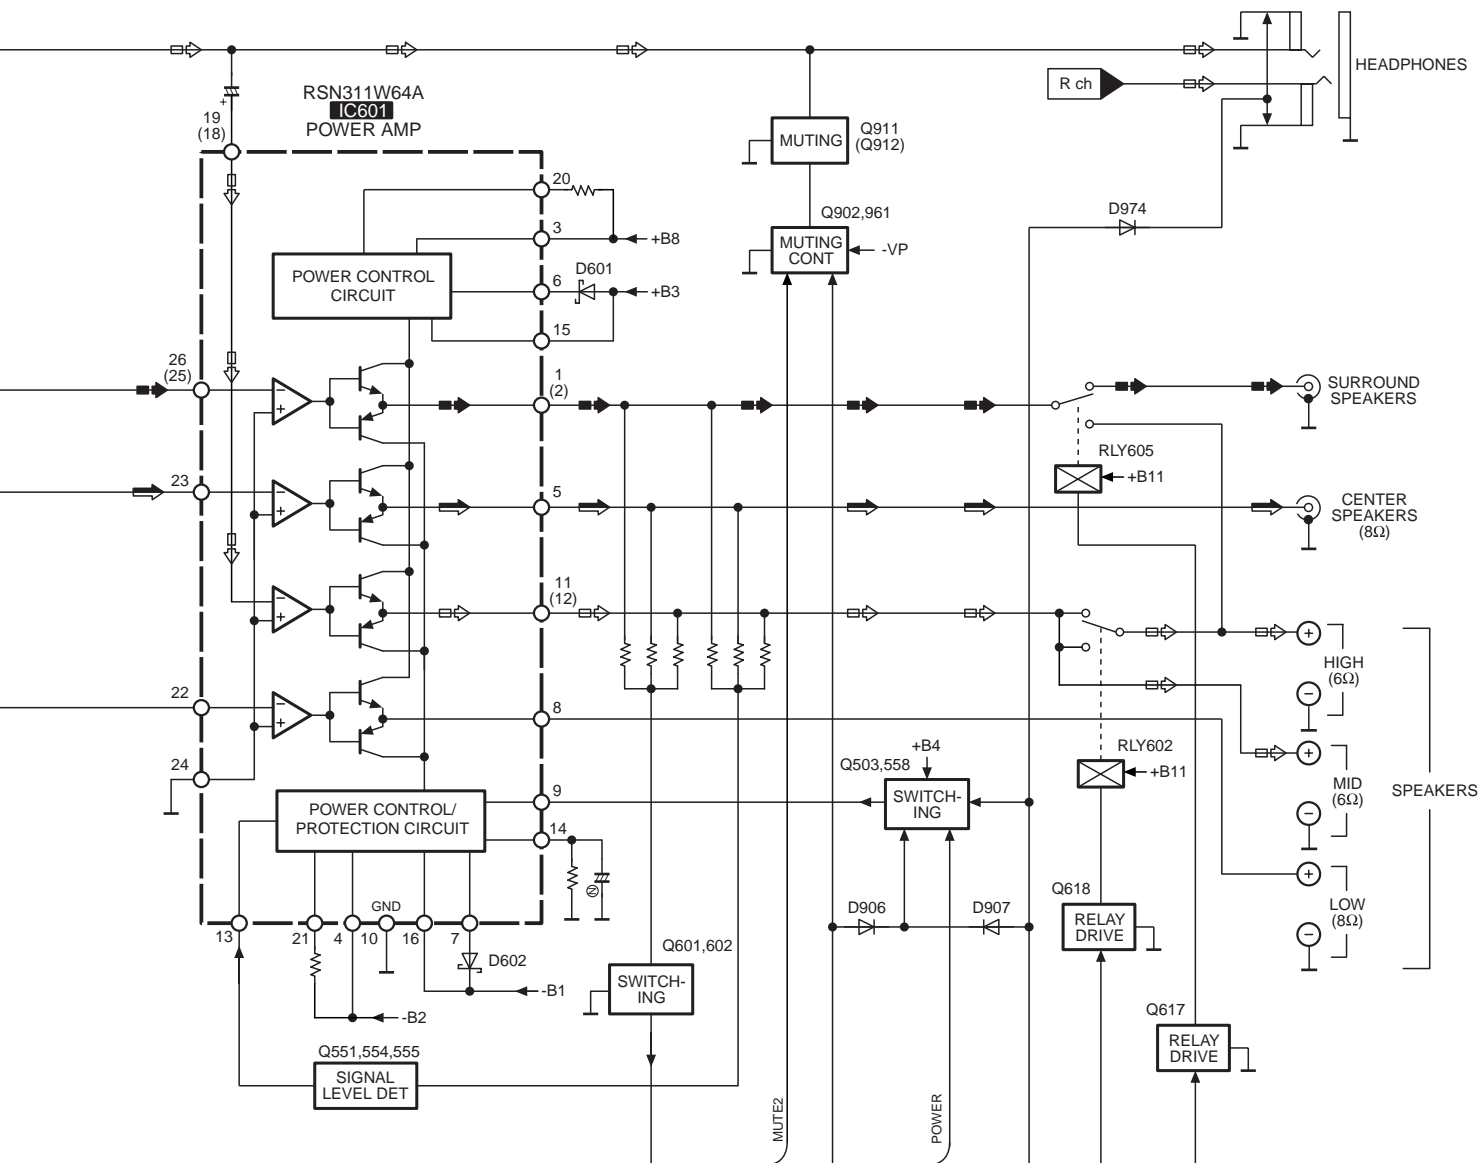 HEADPHONES
R ch
RSN311W64A
IC601
POWER AMP
19
(18)
+
MUTING
Q911
(Q912)
20
Q902,961
D974
3
+B8
MUTING
CONT
-VP
POWER CONTROL
CIRCUIT
D601
6
+B3
15
26
(25)
1
(2)
−
+
SURROUND
SPEAKERS
RLY605
+B11
23
5
−
+
CENTER
SPEAKERS
(8Ω)
11
(12)
−
+
+
HIGH
(6Ω)
−
22
8
−
+
RLY602
+B11
+
MID
(6Ω)
−
SPEAKERS
24
+B4
Q503,558
SWITCH-
ING
9
POWER CONTROL/
PROTECTION CIRCUIT
14
N
+
LOW
(8Ω)
−
Q618
RELAY
DRIVE
D906
D907
GND
13
21
4
10
16
7
D602
-B1
-B2
Q601,602
SWITCH-
ING
Q617
RELAY
DRIVE
Q551,554,555
SIGNAL
LEVEL DET
MUTE2
POWER